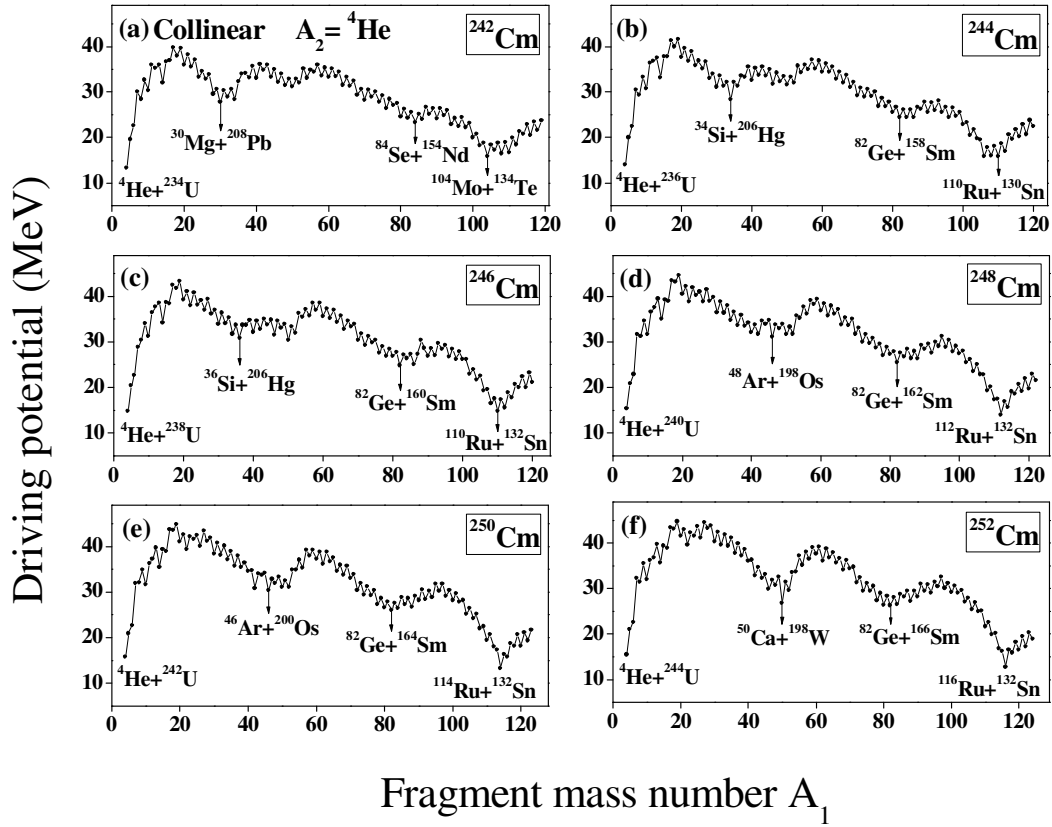 Driving potential (MeV)
(a) Collinear A₂= ⁴He
²⁴²Cm
40
30
20
10
³⁰Mg+²⁰⁸Pb
⁸⁴Se+¹⁵⁴Nd
¹⁰⁴Mo+¹³⁴Te
⁴He+²³⁴U
0 20 40 60 80 100 120
(b)
²⁴⁴Cm
40
30
20
10
³⁴Si+²⁰⁶Hg
⁸²Ge+¹⁵⁸Sm
⁴He+²³⁶U
¹¹⁰Ru+¹³⁰Sn
0 20 40 60 80 100 120
(c)
²⁴⁶Cm
40
30
20
10
³⁶Si+²⁰⁶Hg
⁸²Ge+¹⁶⁰Sm
⁴He+²³⁸U
¹¹⁰Ru+¹³²Sn
0 20 40 60 80 100 120
(d)
²⁴⁸Cm
40
30
20
10
⁴⁸Ar+¹⁹⁸Os
⁸²Ge+¹⁶²Sm
⁴He+²⁴⁰U
¹¹²Ru+¹³²Sn
0 20 40 60 80 100 120
(e)
²⁵⁰Cm
40
30
20
10
⁴⁶Ar+²⁰⁰Os
⁸²Ge+¹⁶⁴Sm
⁴He+²⁴²U
¹¹⁴Ru+¹³²Sn
0 20 40 60 80 100 120
(f)
²⁵²Cm
40
30
20
10
⁵⁰Ca+¹⁹⁸W
⁸²Ge+¹⁶⁶Sm
⁴He+²⁴⁴U
¹¹⁶Ru+¹³²Sn
0 20 40 60 80 100 120
Fragment mass number A₁